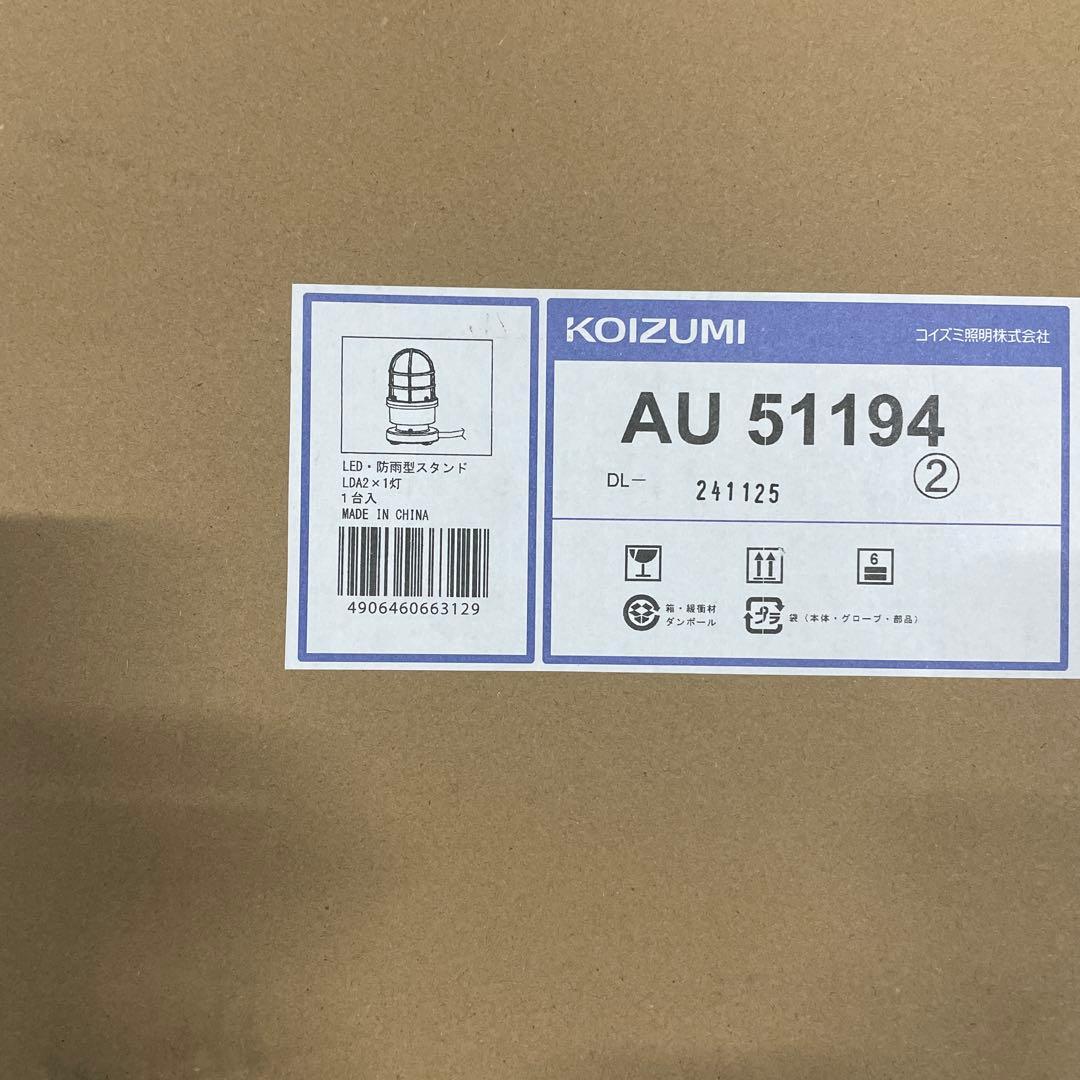 LED・防雨型スタンド
LDA2×1灯
1台入
MADE IN CHINA
4906460663129
KOIZUMI
コイズミ照明株式会社
AU 51194
②
DL－ 241125
6
箱・緩衝材
ダンボール
プラ
袋(本体・グローブ・部品)